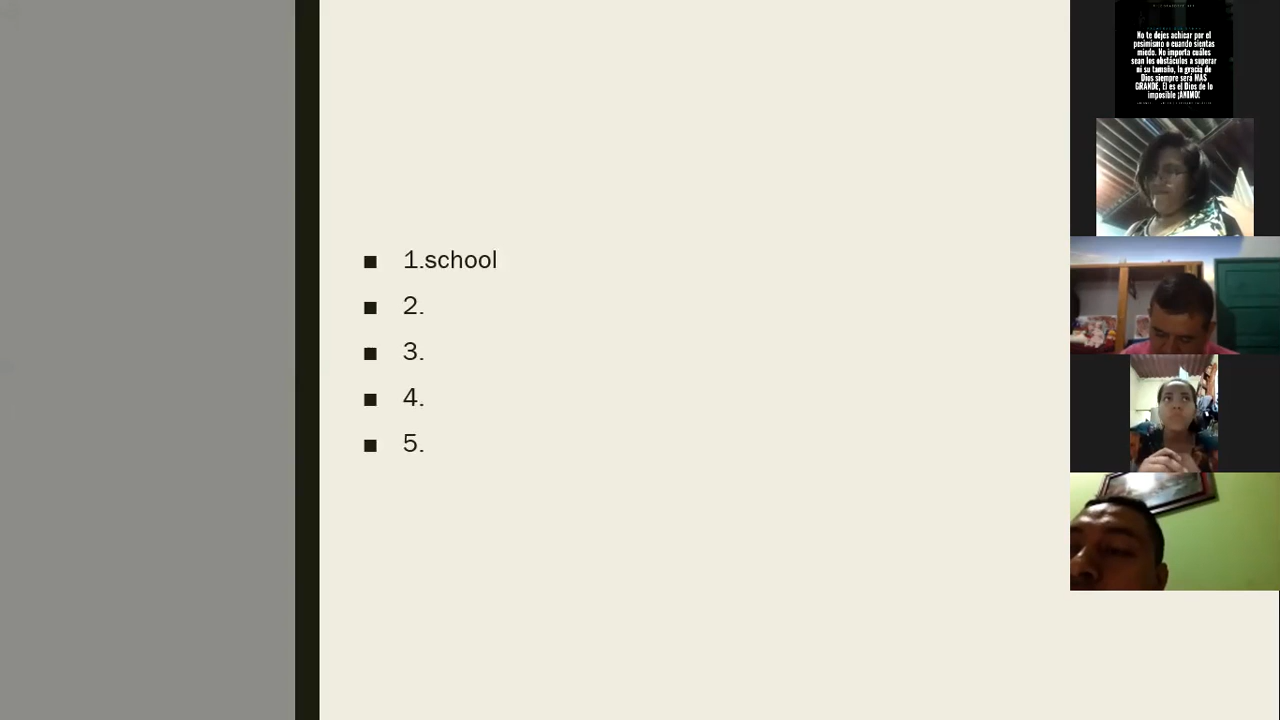 1.school
2.
3.
4.
5.
No te dejes achicar por el
pesimismo o cuando sientas
miedo. No importa cuáles
sean los obstáculos a superar
ni su tamaño, la gracia de
Dios siempre será MAS
GRANDE, Él es el Dios de lo
imposible ¡ANIMO!